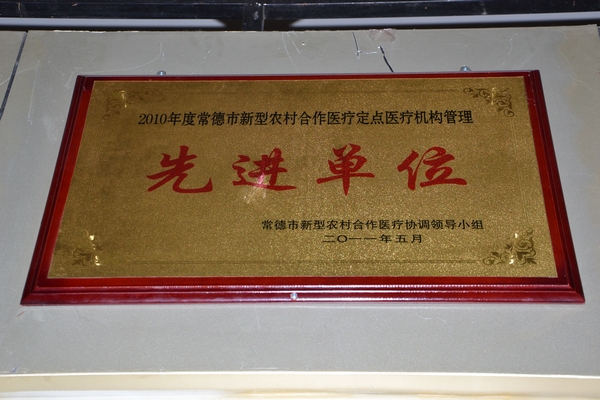 2010年度常德市新型农村合作医疗定点医疗机构管理
先进单位
常德市新型农村合作医疗协调领导小组
二〇一一年五月